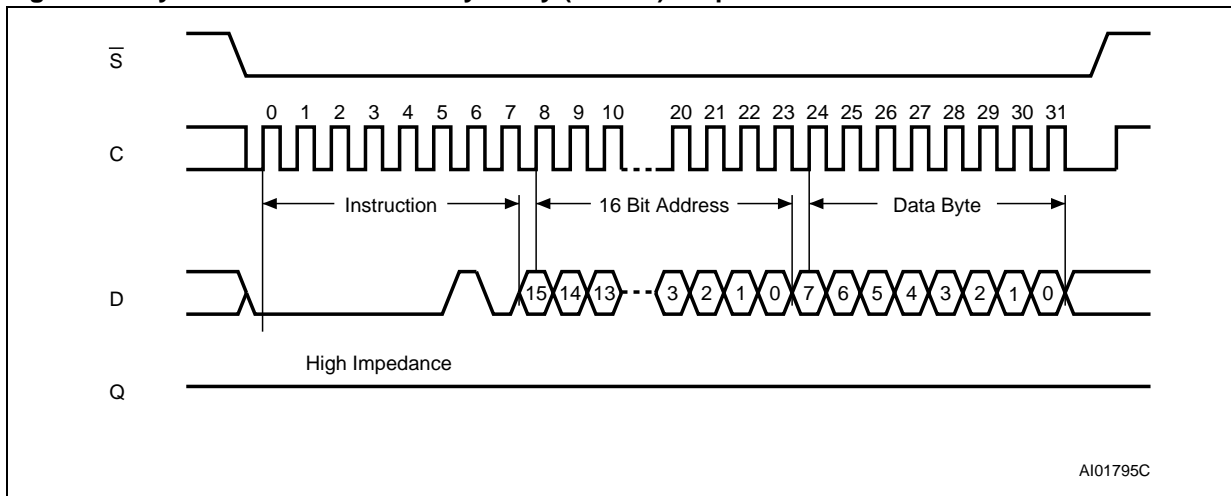 S
0 1 2 3 4 5 6 7 8 9 10 20 21 22 23 24 25 26 27 28 29 30 31
C
Instruction 16 Bit Address Data Byte
D 15 14 13 3 2 1 0 7 6 5 4 3 2 1 0
High Impedance
Q
AI01795C